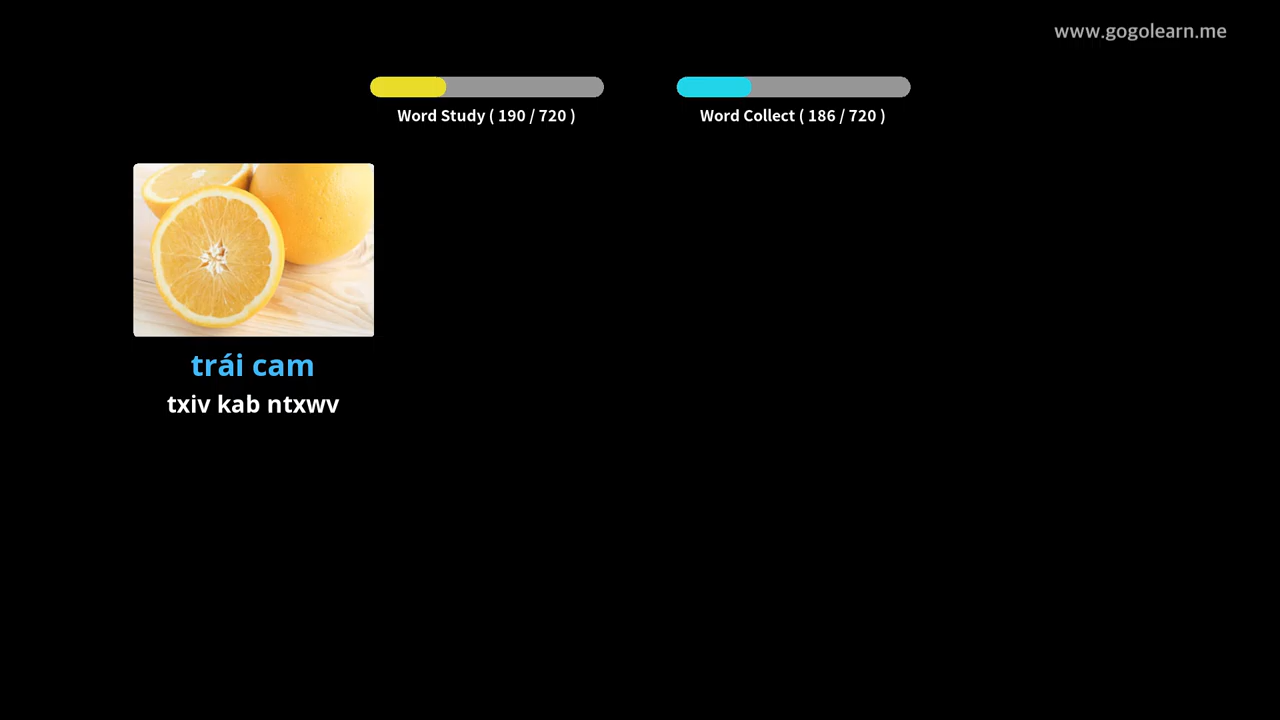 www.gogolearn.me
Word Study ( 190 / 720 )
Word Collect ( 186 / 720 )
trái cam
txiv kab ntxwv